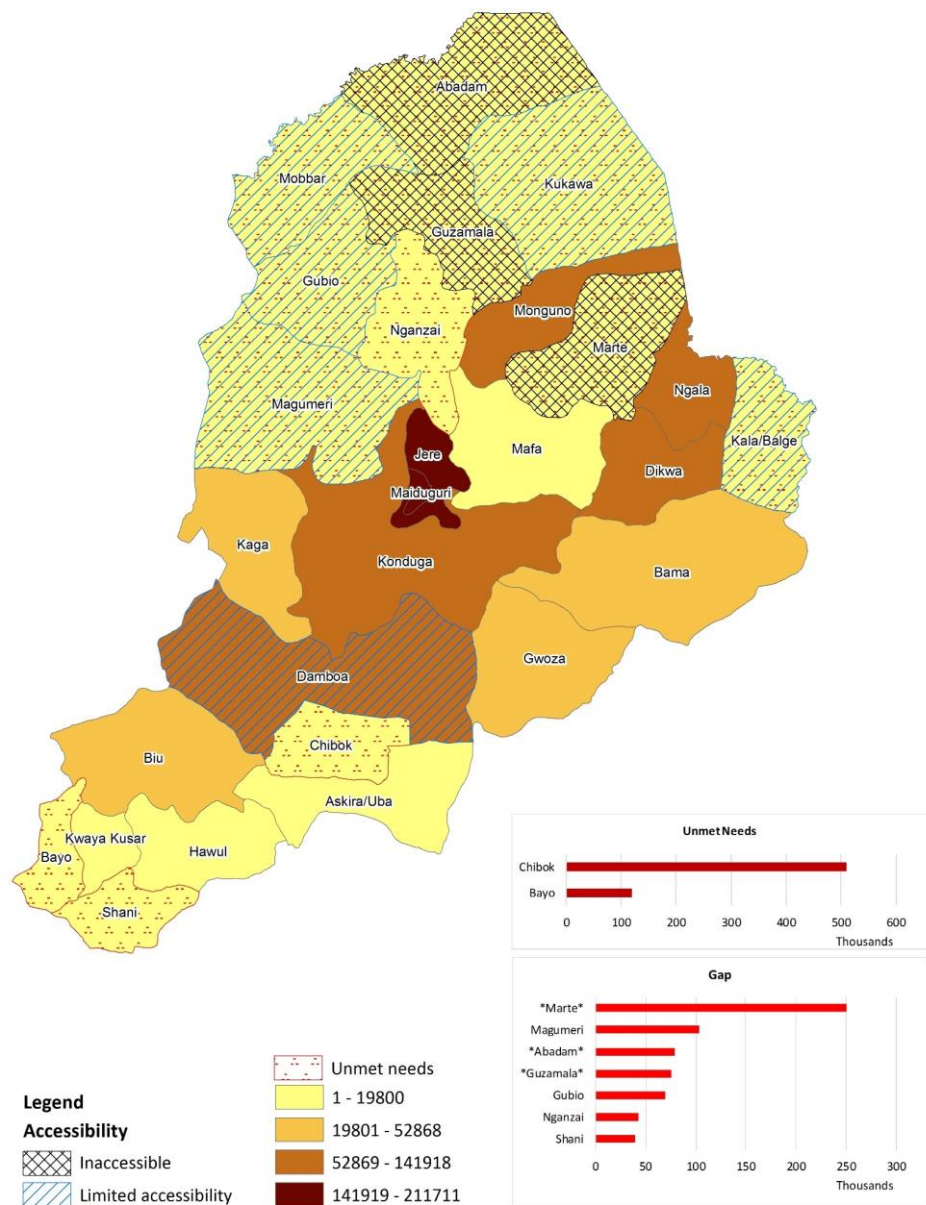 Abadam
Mobbar
Kukawa
Guzamala
Gubio
Monguno
Nganzai
Marte
Magumeri
Ngala
Kala/Balge
Jere
Mafa
Dikwa
Maiduguri
Kaga
Konduga
Bama
Gwoza
Damboa
Chibok
Biu
Askira/Uba
Kwaya Kusar
Hawul
Bayo
Shani
Unmet Needs
Chibok
Bayo
0 100 200 300 400 500 600
Thousands
Gap
*Marte*
Magumeri
*Abadam*
*Guzamala*
Gubio
Nganzai
Shani
0 50 100 150 200 250 300
Thousands
Legend
Accessibility
Inaccessible
Limited accessibility
Unmet needs
1 - 19800
19801 - 52868
52869 - 141918
141919 - 211711